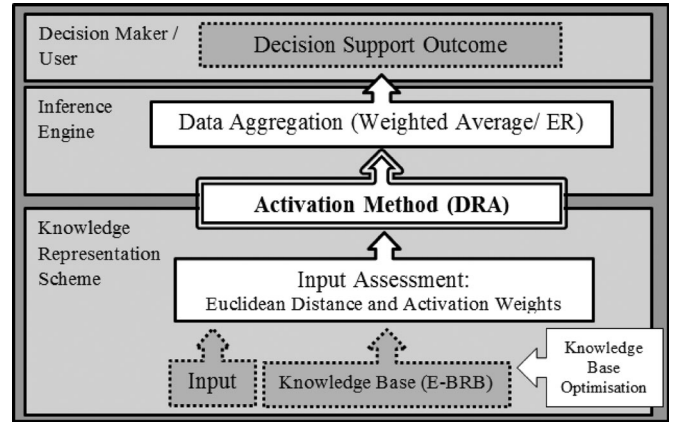 Decision Maker /
User
Decision Support Outcome
Inference
Engine
Data Aggregation (Weighted Average/ ER)
Activation Method (DRA)
Knowledge
Representation
Scheme
Input Assessment:
Euclidean Distance and Activation Weights
Input
Knowledge Base (E-BRB)
Knowledge
Base
Optimisation